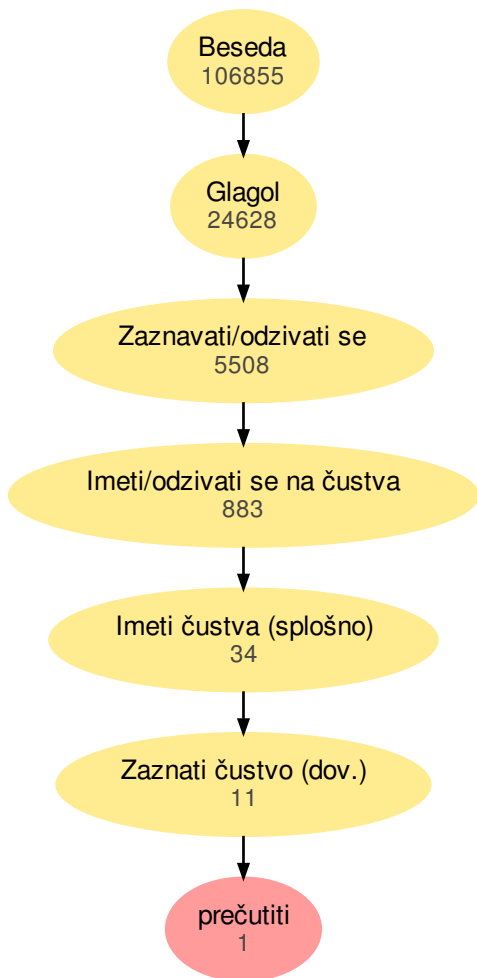 Beseda
106855
Glagol
24628
Zaznavati/odzivati se
5508
Imeti/odzivati se na čustva
883
Imeti čustva (splošno)
34
Zaznati čustvo (dov.)
11
prečutiti
1